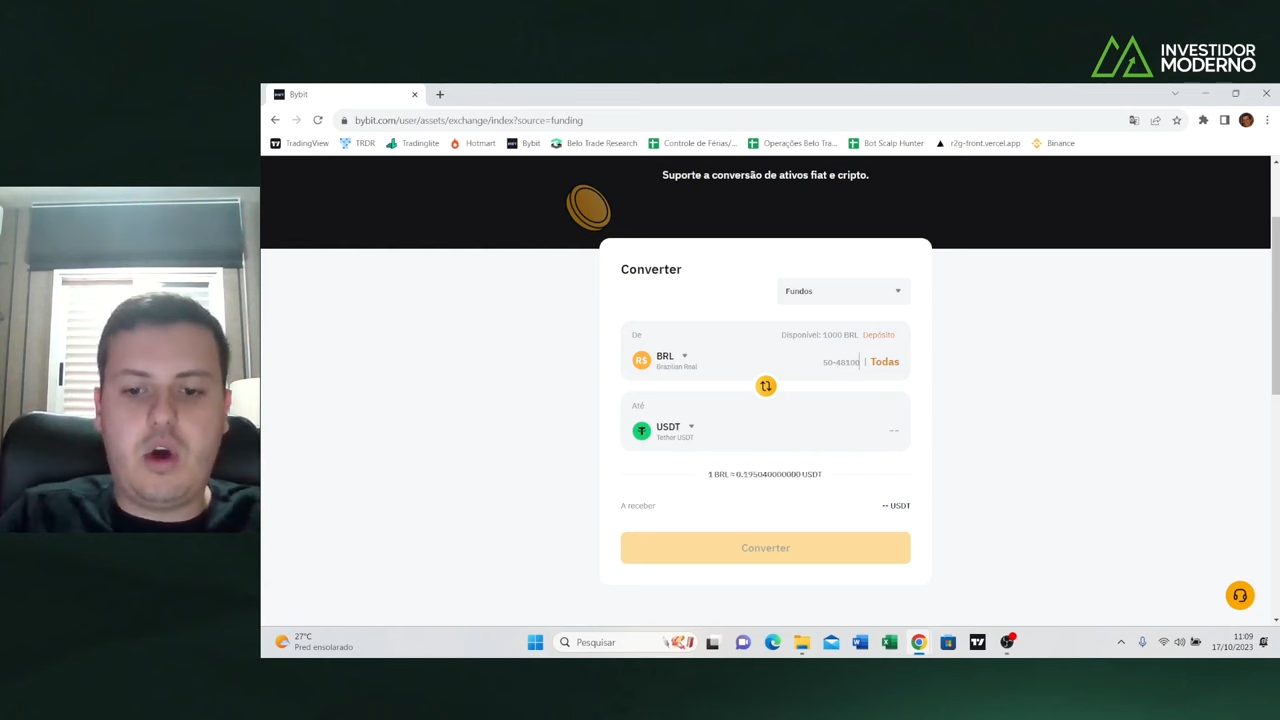 INVESTIDOR
MODERNO
Bybit
bybit.com/user/assets/exchange/index?source=funding
TradingView
TRDR
Tradinglite
Hotmart
Bybit
Belo Trade Research
Controle de Férias/...
Operações Belo Tra...
Bot Scalp Hunter
r2g-front.vercel.app
Binance
Suporte a conversão de ativos fiat e cripto.
Converter
Fundos
De
Disponível: 1000 BRL Depósito
R$ BRL
50~48100 | Todas
Brazilian Real
Até
USDT
--
Tether USDT
1 BRL ≈ 0.195040000000 USDT
A receber
-- USDT
Converter
27°C
Pred ensolarado
Pesquisar
11:09
17/10/2023